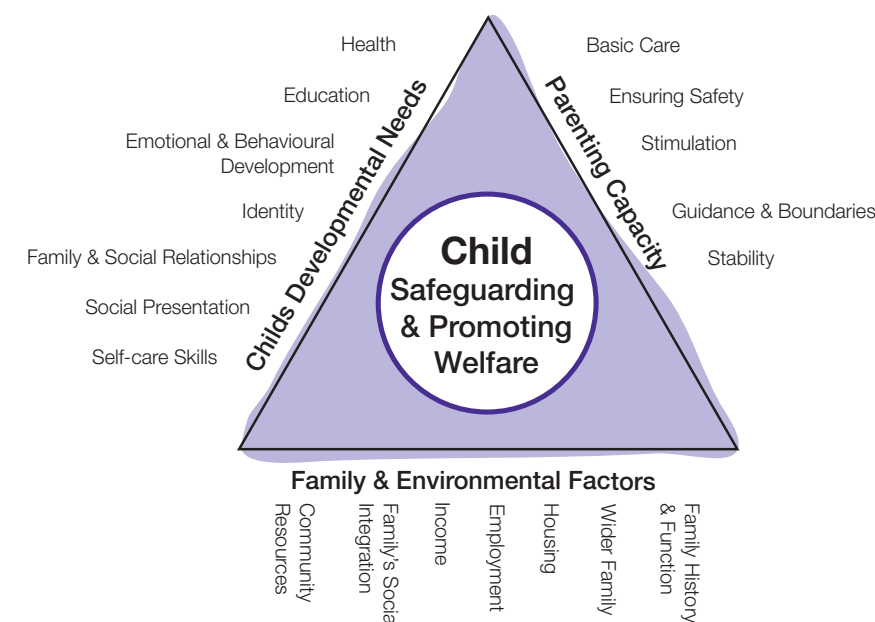 Health
Education
Emotional & Behavioural
Development
Identity
Family & Social Relationships
Social Presentation
Self-care Skills
Childs Developmental Needs
Basic Care
Ensuring Safety
Stimulation
Guidance & Boundaries
Stability
Parenting Capacity
Child
Safeguarding
& Promoting
Welfare
Family & Environmental Factors
Community
Resources
Family's Socia
Integration
Income
Employment
Housing
Wider Family
Family History
& Function